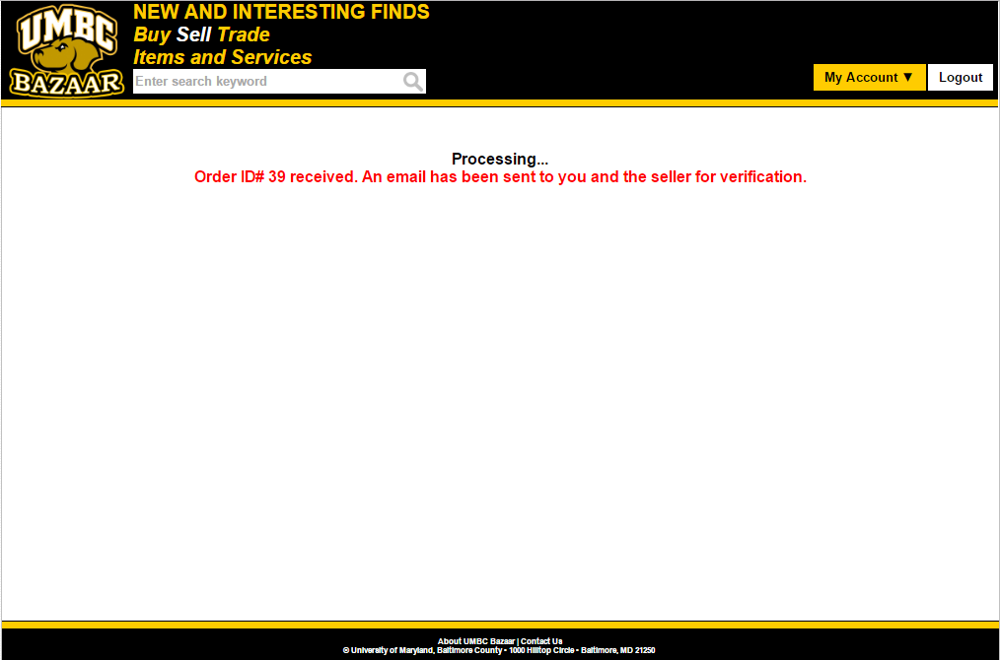 UMBC
BAZAAR
NEW AND INTERESTING FINDS
Buy Sell Trade
Items and Services
Enter search keyword
My Account ▼
Logout
Processing...
Order ID# 39 received. An email has been sent to you and the seller for verification.
About UMBC Bazaar | Contact Us
© University of Maryland, Baltimore County • 1000 Hilltop Circle • Baltimore, MD 21250